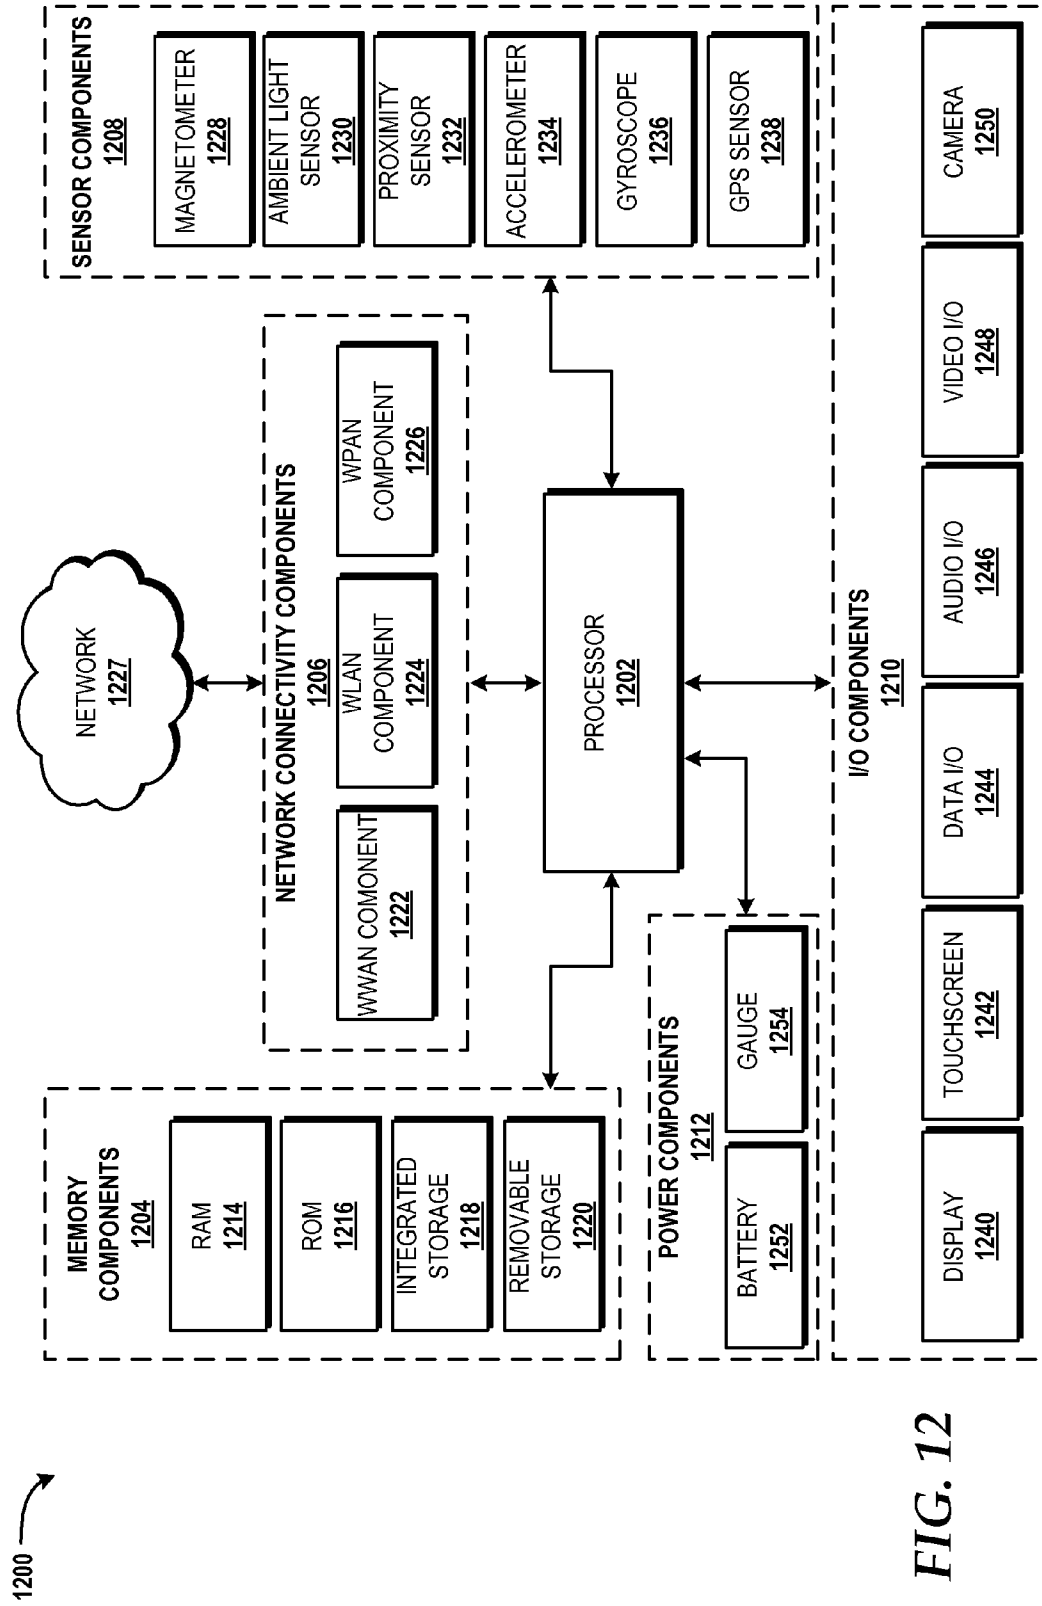 1200
NETWORK
1227
MEMORY
COMPONENTS
1204
RAM
1214
ROM
1216
INTEGRATED
STORAGE
1218
REMOVABLE
STORAGE
1220
NETWORK CONNECTIVITY COMPONENTS
1206
WWAN COMONENT
1222
WLAN
COMPONENT
1224
WPAN
COMPONENT
1226
SENSOR COMPONENTS
1208
MAGNETOMETER
1228
AMBIENT LIGHT
SENSOR
1230
PROXIMITY
SENSOR
1232
ACCELEROMETER
1234
GYROSCOPE
1236
GPS SENSOR
1238
PROCESSOR
1202
POWER COMPONENTS
1212
BATTERY
1252
GAUGE
1254
I/O COMPONENTS
1210
DISPLAY
1240
TOUCHSCREEN
1242
DATA I/O
1244
AUDIO I/O
1246
VIDEO I/O
1248
CAMERA
1250
FIG. 12